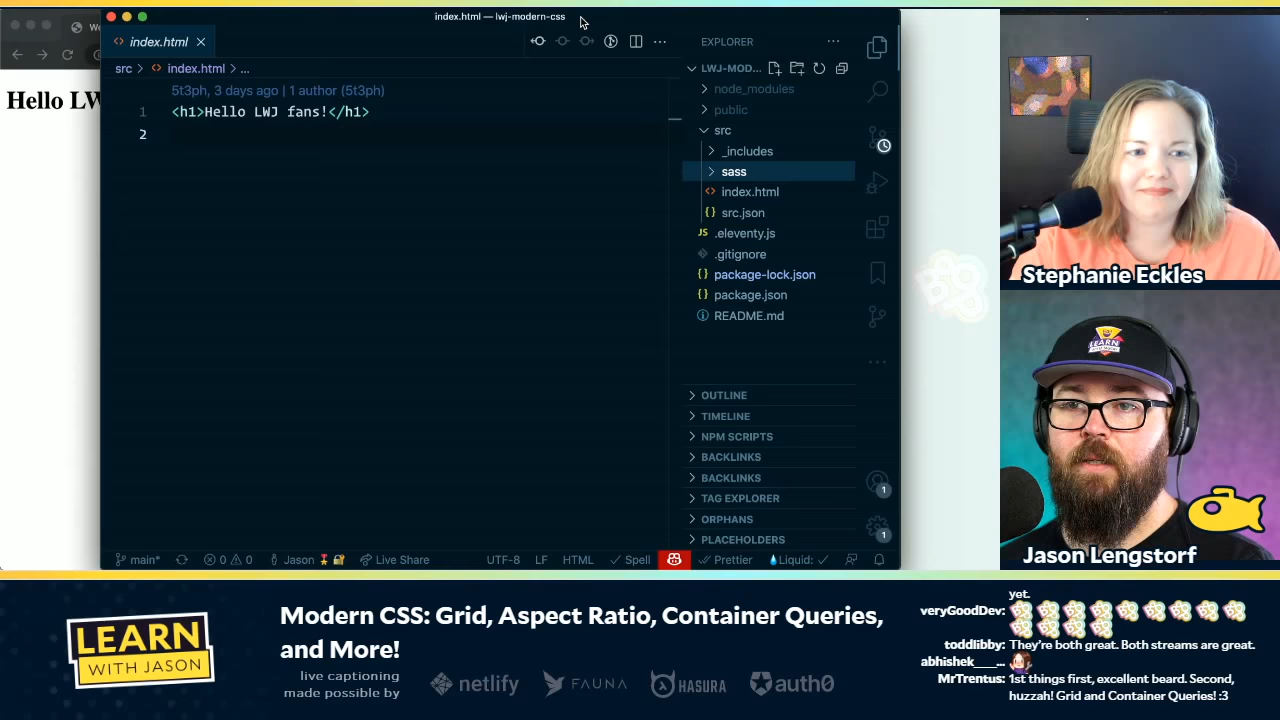 index.html — lwj-modern-css
index.html
src > index.html > ...
5t3ph, 3 days ago | 1 author (5t3ph)
1 <h1>Hello LWJ fans!</h1>
2
Hello LW
EXPLORER
LWJ-MOD...
node_modules
public
src
_includes
sass
index.html
{} src.json
JS .eleventy.js
.gitignore
{} package-lock.json
{} package.json
README.md
OUTLINE
TIMELINE
NPM SCRIPTS
BACKLINKS
BACKLINKS
TAG EXPLORER
ORPHANS
PLACEHOLDERS
1
1
main* 0 0 Jason Live Share UTF-8 LF HTML Spell Prettier Liquid:
Stephanie Eckles
LEARN
Jason Lengstorf
LEARN
WITH JASON
Modern CSS: Grid, Aspect Ratio, Container Queries,
and More!
live captioning
made possible by
netlify FAUNA HASURA auth0
yet.
veryGoodDev:
toddlibby: They're both great. Both streams are great.
abhishek____...:
MrTrentus: 1st things first, excellent beard. Second,
huzzah! Grid and Container Queries! :3